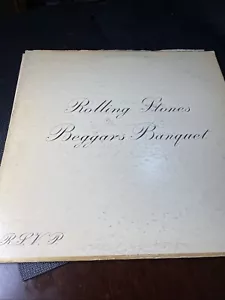 Rolling Stones
Beggars Banquet
R.S.V.P.